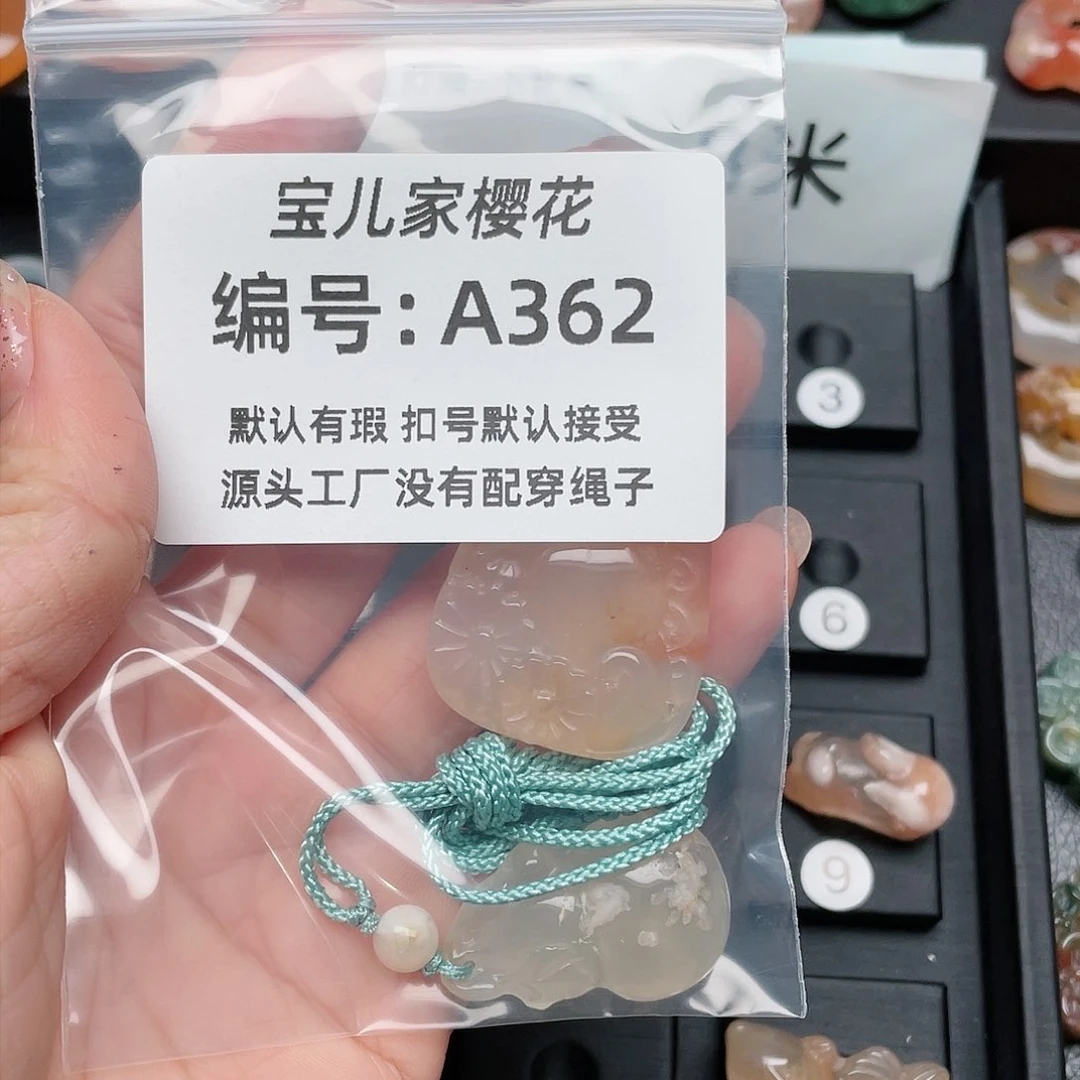 宝儿家樱花
编号：A362
默认有瑕 扣号默认接受
源头工厂没有配穿绳子
米
3
6
9